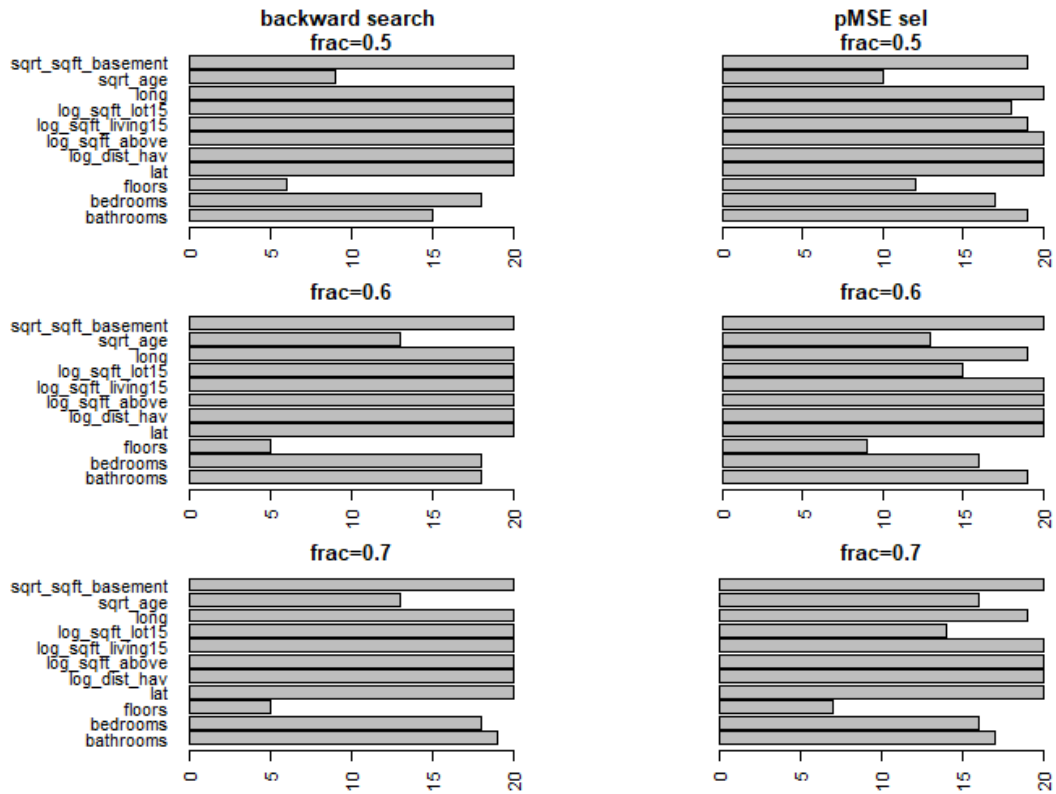 backward search
frac=0.5
sqrt_sqft_basement
sqrt_age
long
log_sqft_lot15
log_sqft_living15
log_sqft_above
log_dist_hav
lat
floors
bedrooms
bathrooms
0 5 10 15 20
pMSE sel
frac=0.5
0 5 10 15 20
frac=0.6
sqrt_sqft_basement
sqrt_age
long
log_sqft_lot15
log_sqft_living15
log_sqft_above
log_dist_hav
lat
floors
bedrooms
bathrooms
0 5 10 15 20
frac=0.6
0 5 10 15 20
frac=0.7
sqrt_sqft_basement
sqrt_age
long
log_sqft_lot15
log_sqft_living15
log_sqft_above
log_dist_hav
lat
floors
bedrooms
bathrooms
0 5 10 15 20
frac=0.7
0 5 10 15 20